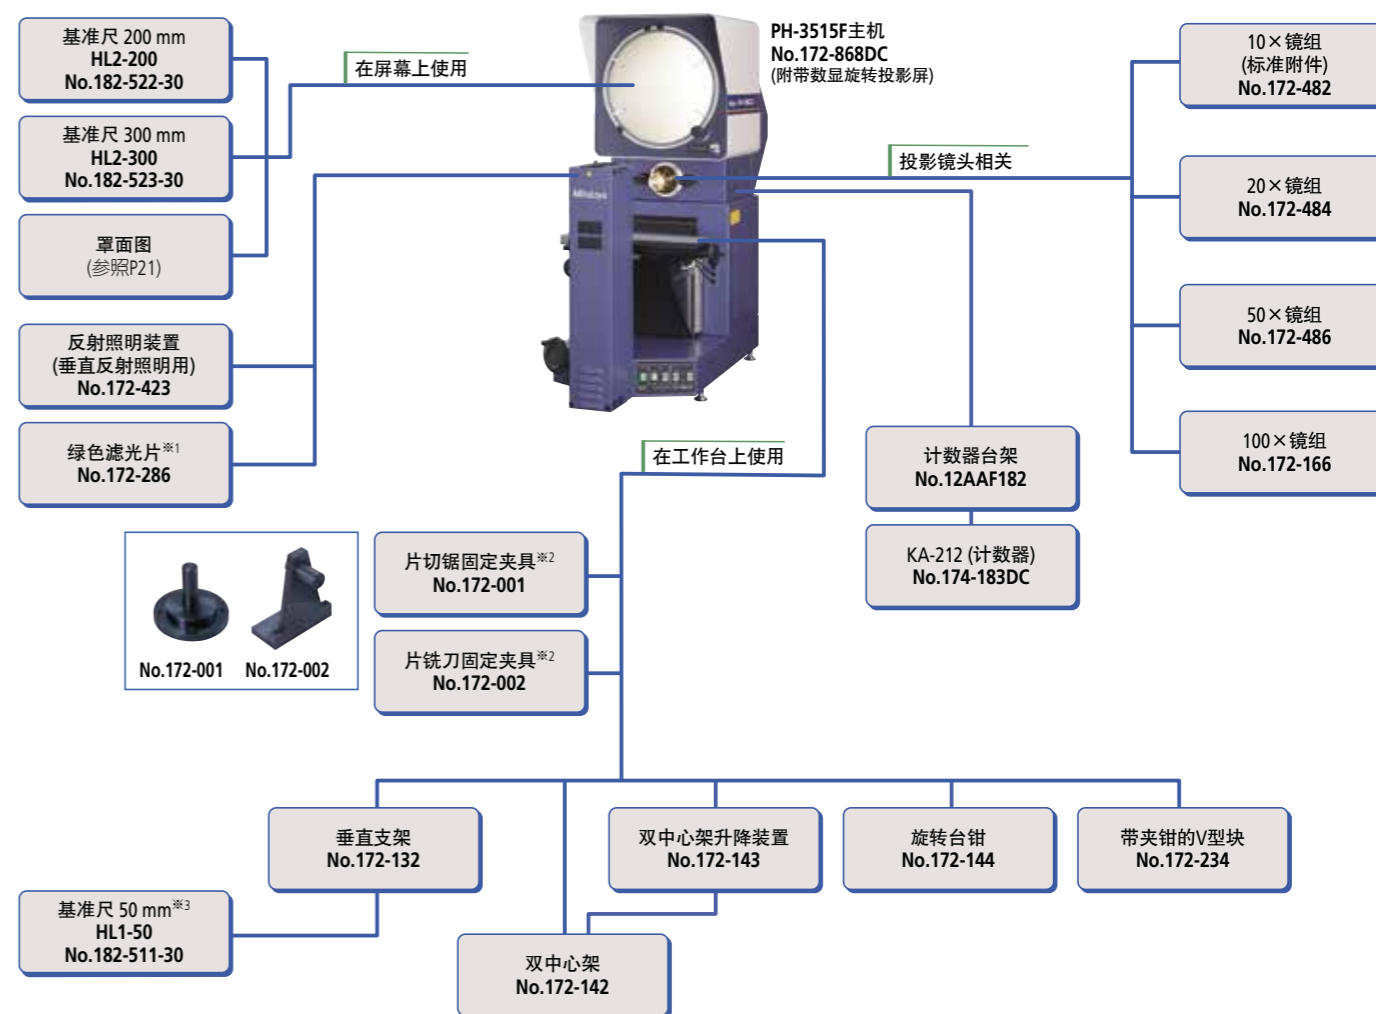 基准尺 200 mm
HL2-200
No.182-522-30
基准尺 300 mm
HL2-300
No.182-523-30
罩面图
(参照P21)
反射照明装置
(垂直反射照明用)
No.172-423
绿色滤光片※1
No.172-286
在屏幕上使用
PH-3515F主机
No.172-868DC
(附带数显旋转投影屏)
Mitutoyo
投影镜头相关
10×镜组
(标准附件)
No.172-482
20×镜组
No.172-484
50×镜组
No.172-486
100×镜组
No.172-166
在工作台上使用
计数器台架
No.12AAF182
KA-212 (计数器)
No.174-183DC
No.172-001
No.172-002
片切锯固定夹具※2
No.172-001
片铣刀固定夹具※2
No.172-002
垂直支架
No.172-132
双中心架升降装置
No.172-143
旋转台钳
No.172-144
带夹钳的V型块
No.172-234
基准尺 50 mm※3
HL1-50
No.182-511-30
双中心架
No.172-142